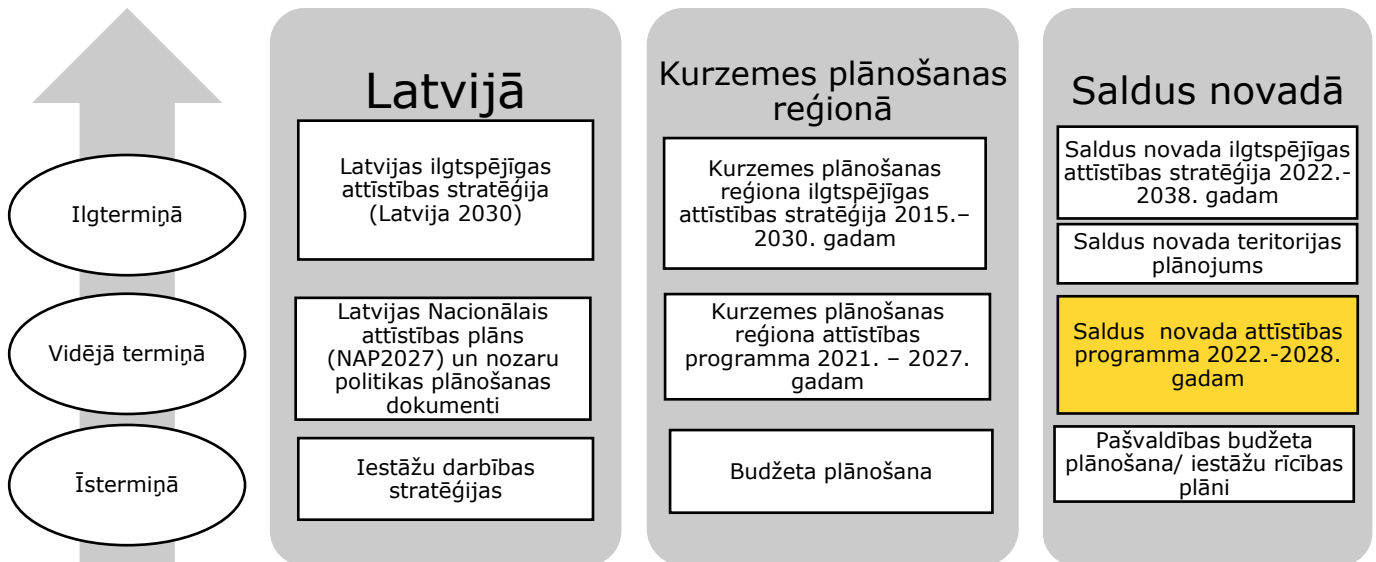 Ilgtermiņā
Vidējā termiņā
Īstermiņā
Latvijā
Latvijas ilgtspējīgas
attīstības stratēģija
(Latvija 2030)
Latvijas Nacionālais
attīstības plāns
(NAP2027) un nozaru
politikas plānošanas
dokumenti
Iestāžu darbības
stratēģijas
Kurzemes plānošanas
reģionā
Kurzemes plānošanas
reģiona ilgtspējīgas
attīstības stratēģija 2015.–
2030. gadam
Kurzemes plānošanas
reģiona attīstības
programma 2021. – 2027.
gadam
Budžeta plānošana
Saldus novadā
Saldus novada ilgtspējīgas
attīstības stratēģija 2022.-
2038. gadam
Saldus novada teritorijas
plānojums
Saldus  novada attīstības
programma 2022.-2028.
gadam
Pašvaldības budžeta
plānošana/ iestāžu rīcības
plāni